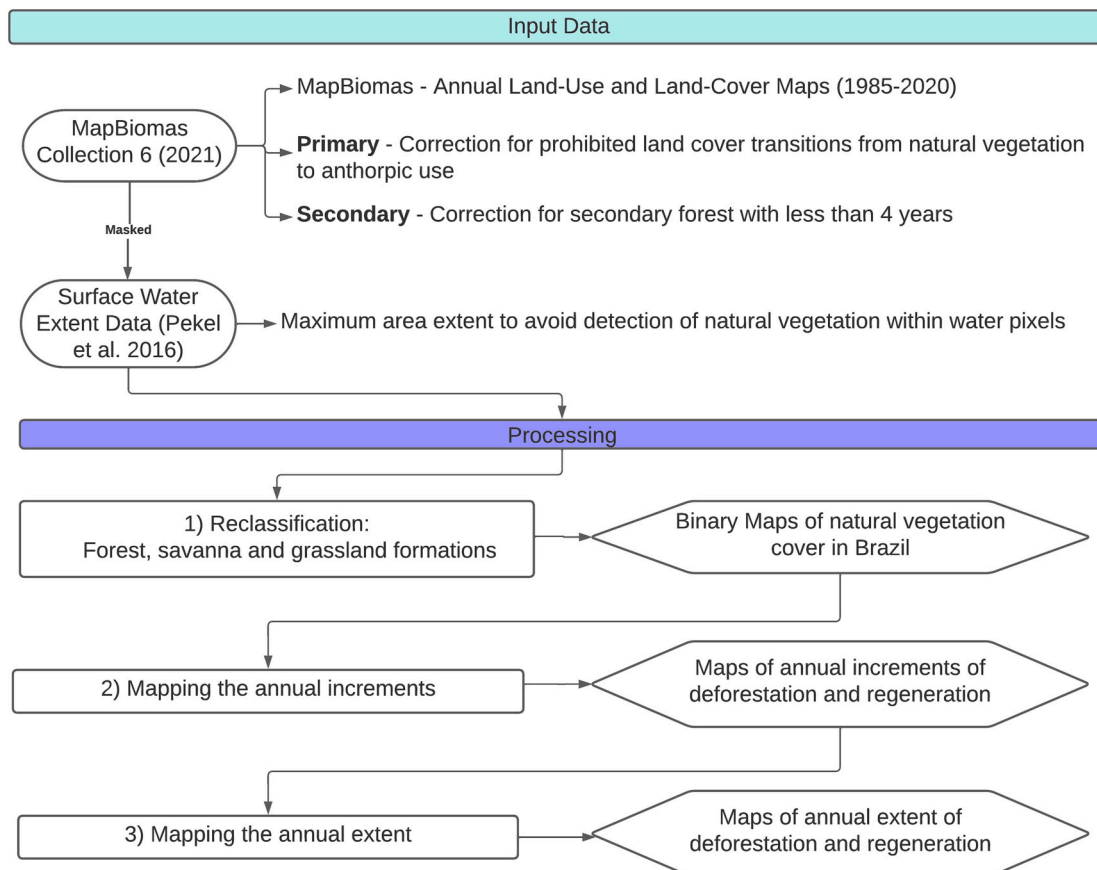 Input Data
MapBiomas
Collection 6 (2021)
MapBiomas - Annual Land-Use and Land-Cover Maps (1985-2020)
Primary - Correction for prohibited land cover transitions from natural vegetation
to anthorpic use
Secondary - Correction for secondary forest with less than 4 years
Masked
Surface Water
Extent Data (Pekel
et al. 2016)
Maximum area extent to avoid detection of natural vegetation within water pixels
Processing
1) Reclassification:
Forest, savanna and grassland formations
Binary Maps of natural vegetation
cover in Brazil
2) Mapping the annual increments
Maps of annual increments of
deforestation and regeneration
3) Mapping the annual extent
Maps of annual extent of
deforestation and regeneration